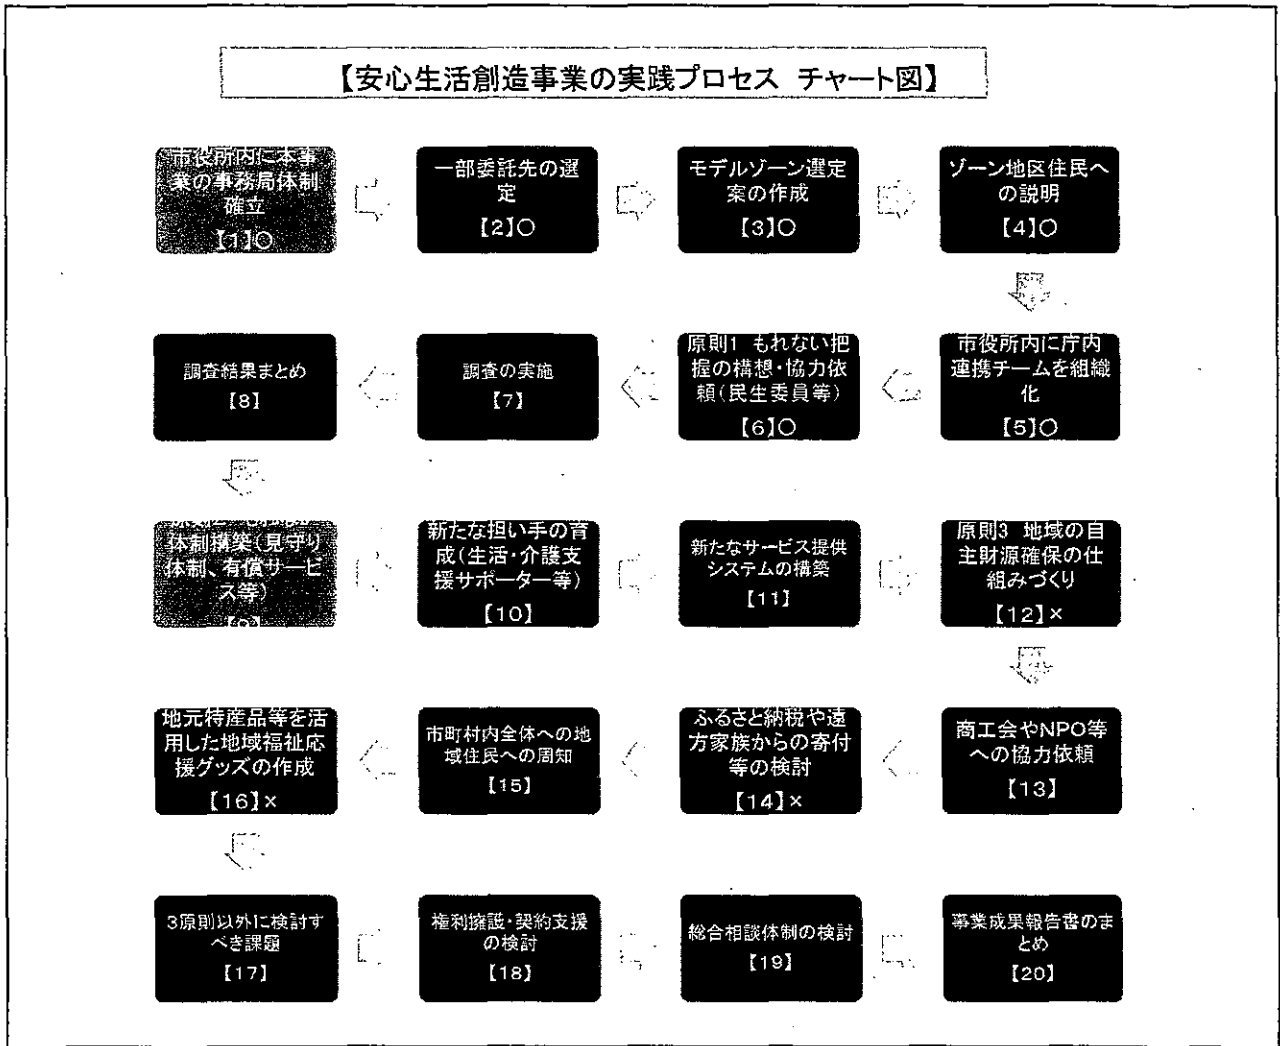 【安心生活創造事業の実践プロセス チャート図】
市役所内に本事
業の事務局体制
確立
【1】○
一部委託先の選
定
【2】○
モデルゾーン選定
案の作成
【3】○
ゾーン地区住民へ
の説明
【4】○
市役所内に庁内
連携チームを組織
化
【5】○
原則1 もれない把
握の構想・協力依
頼(民生委員等)
【6】○
調査の実施
【7】
調査結果まとめ
【8】
体制構築(見守り
体制、有償サービ
ス等)
【9】
新たな担い手の育
成(生活・介護支
援サポーター等)
【10】
新たなサービス提供
システムの構築
【11】
原則3 地域の自
主財源確保の仕
組みづくり
【12】×
商工会やNPO等
への協力依頼
【13】
ふるさと納税や遠
方家族からの寄付
等の検討
【14】×
市町村内全体への地
域住民への周知
【15】
地元特産品等を活
用した地域福祉応
援グッズの作成
【16】×
3原則以外に検討す
べき課題
【17】
権利擁護・契約支援
の検討
【18】
総合相談体制の検討
【19】
事業成果報告書のま
とめ
【20】